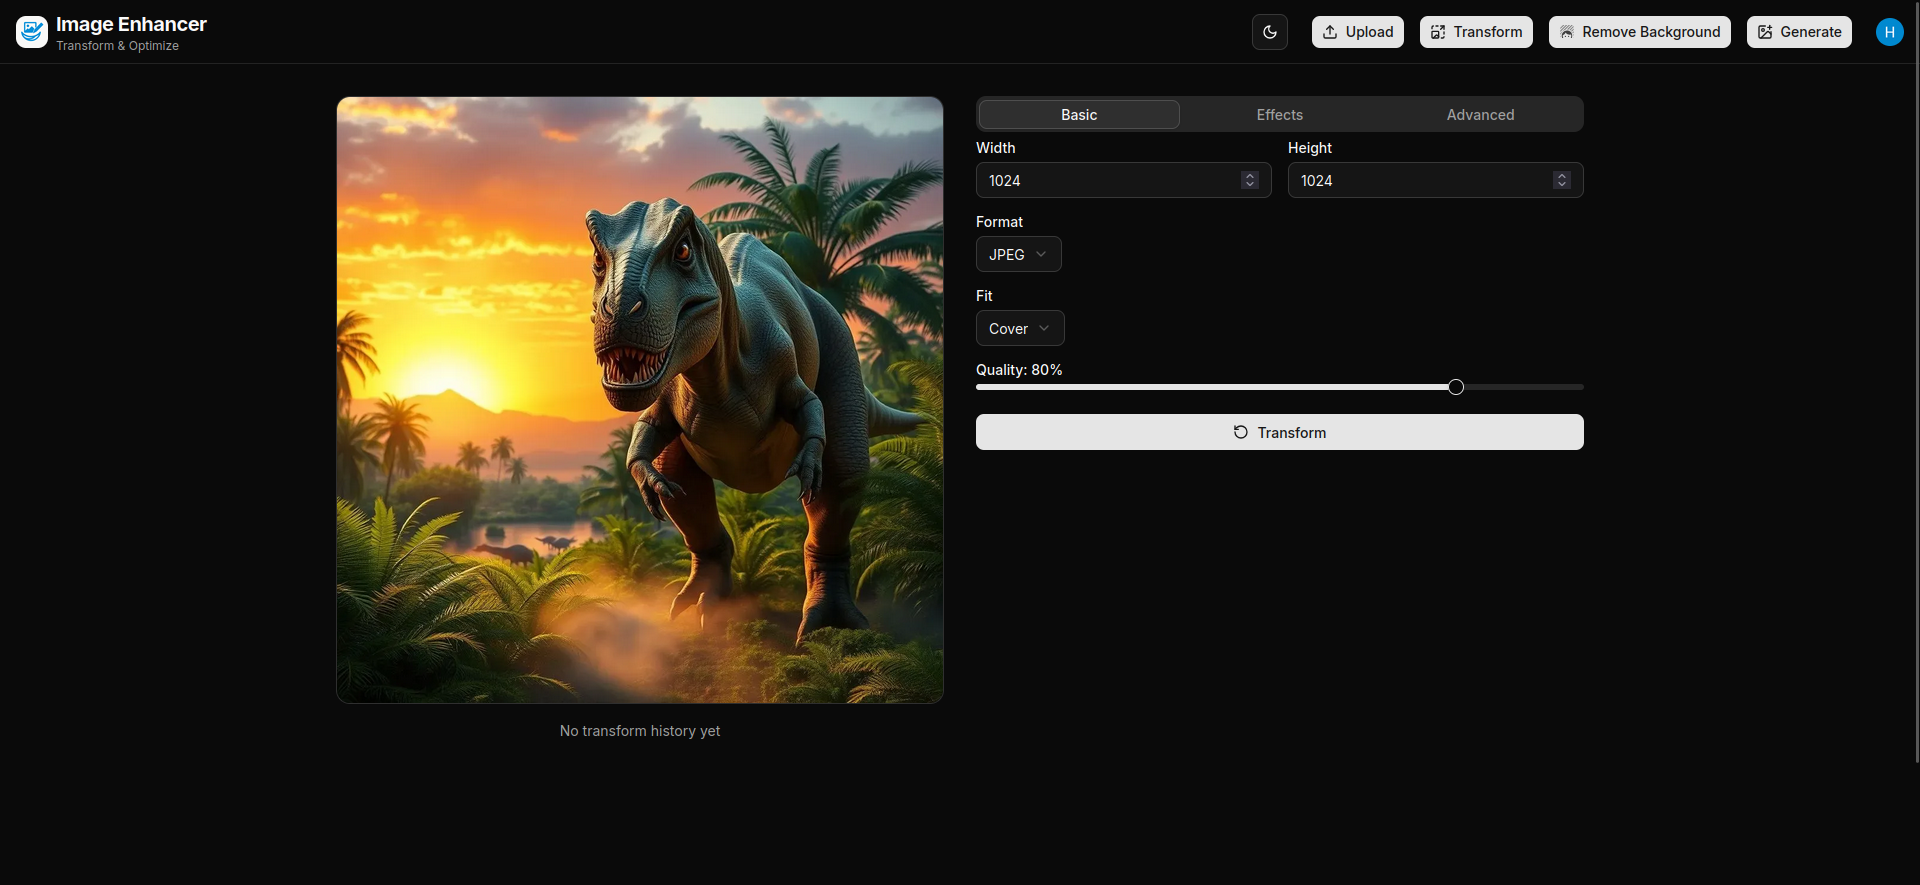 Image Enhancer
Transform & Optimize
Upload
Transform
Remove Background
Generate
H
Basic
Effects
Advanced
Width
Height
1024
1024
Format
JPEG
Fit
Cover
Quality: 80%
Transform
No transform history yet